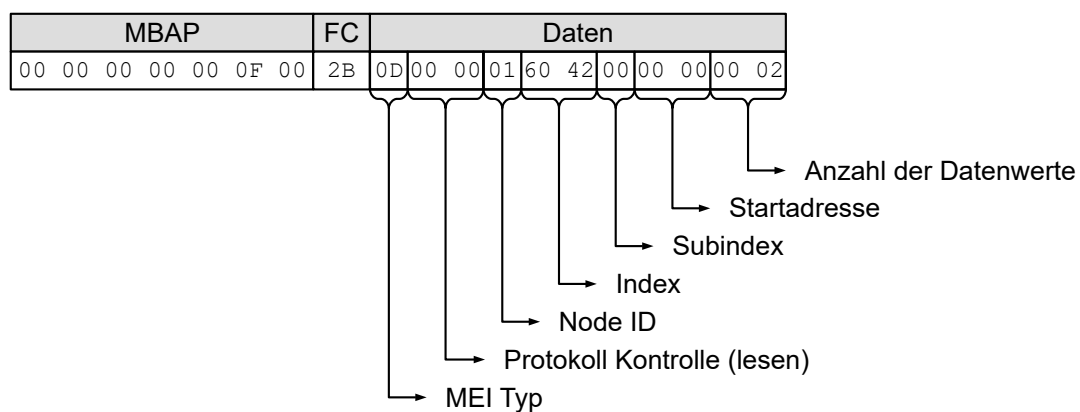 MBAP FC Daten
00 00 00 00 00 0F 00 2B 0D 00 00 01 60 42 00 00 00 00 02
Anzahl der Datenwerte
Startadresse
Subindex
Index
Node ID
Protokoll Kontrolle (lesen)
MEI Typ